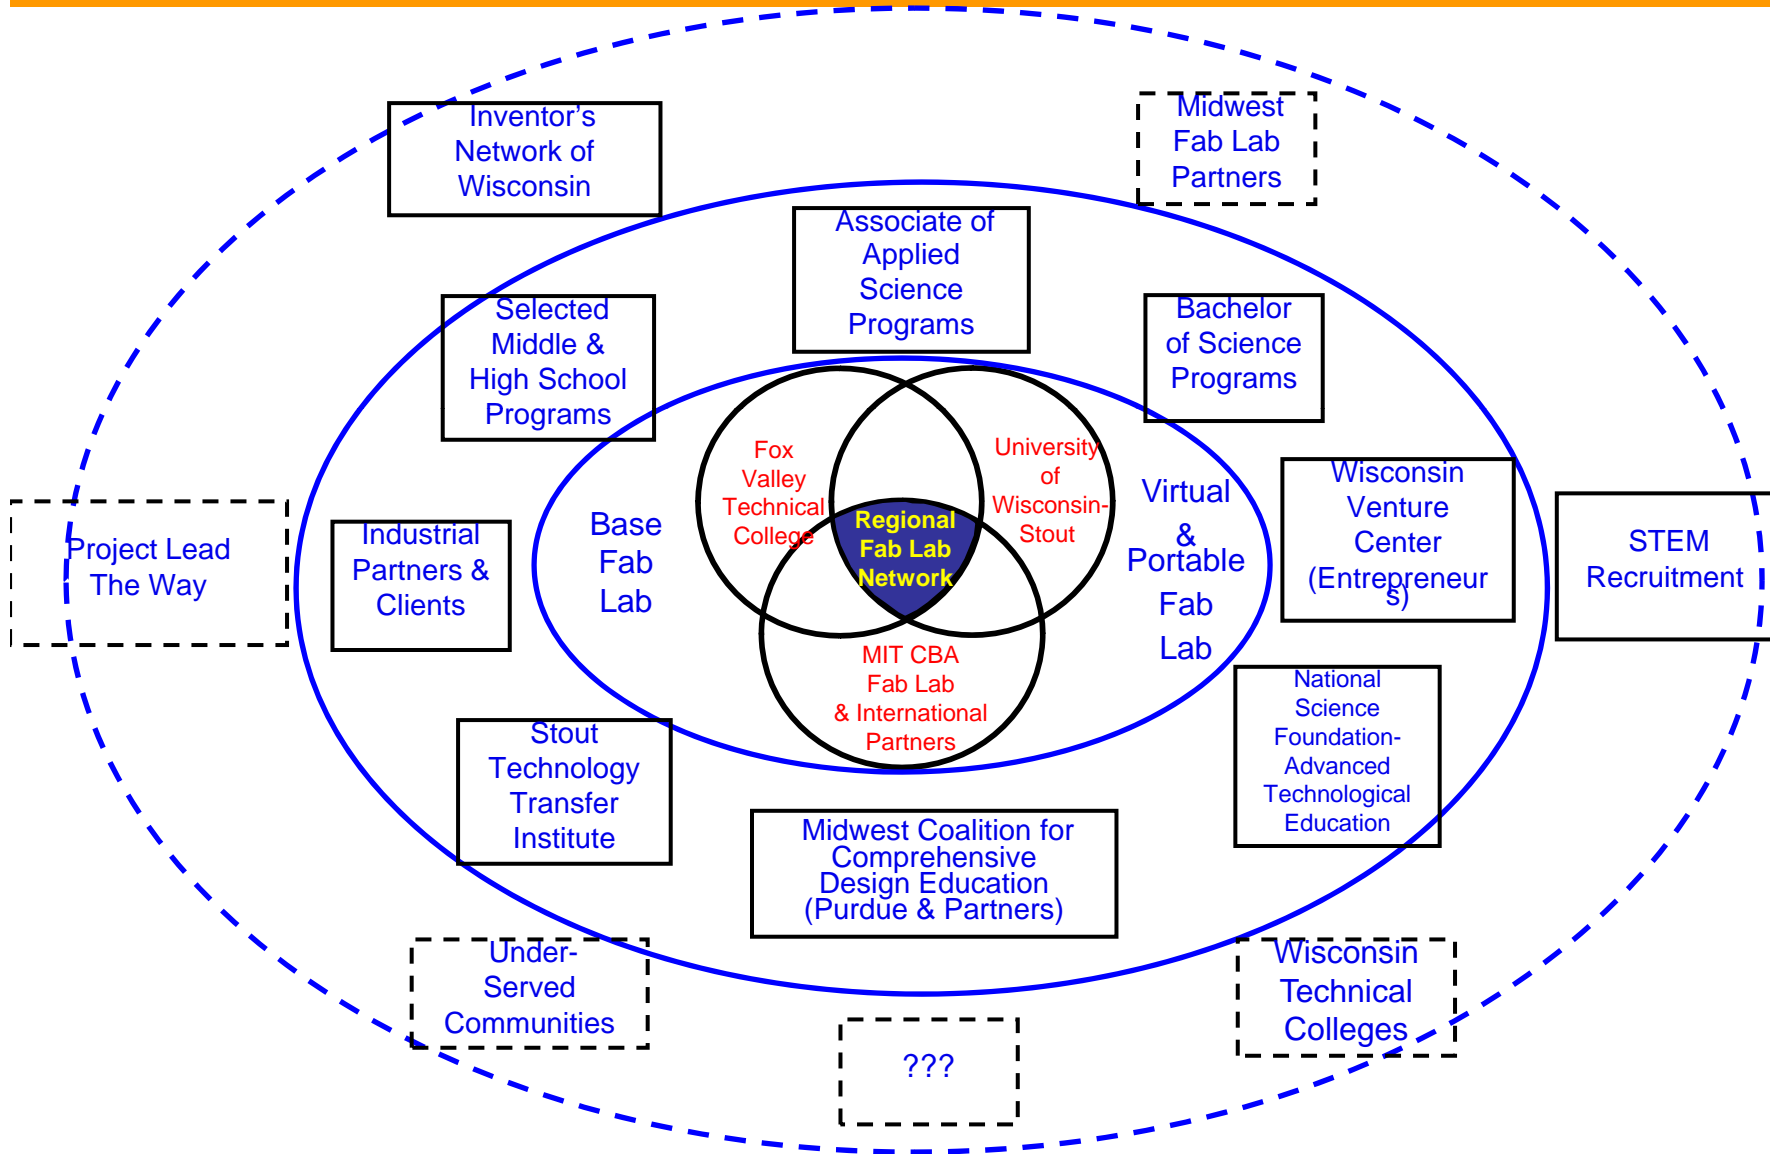 Inventor's
Network of
Wisconsin
Midwest
Fab Lab
Partners
Associate of
Applied
Science
Programs
Selected
Middle &
High School
Programs
Bachelor
of Science
Programs
Fox
Valley
Technical
College
University
of
Wisconsin-
Stout
Regional
Fab Lab
Network
MIT CBA
Fab Lab
& International
Partners
Base
Fab
Lab
Virtual
&
Portable
Fab
Lab
Wisconsin
Venture
Center
(Entrepreneur
s)
STEM
Recruitment
Project Lead
The Way
Industrial
Partners &
Clients
National
Science
Foundation-
Advanced
Technological
Education
Stout
Technology
Transfer
Institute
Midwest Coalition for
Comprehensive
Design Education
(Purdue & Partners)
Under-
Served
Communities
???
Wisconsin
Technical
Colleges